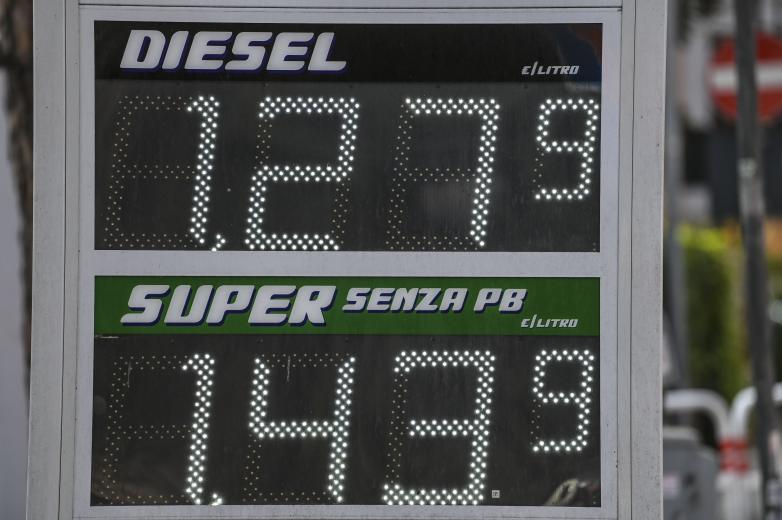 DIESEL
€/LITRO
1,279
SUPER SENZA PB
€/LITRO
1,439